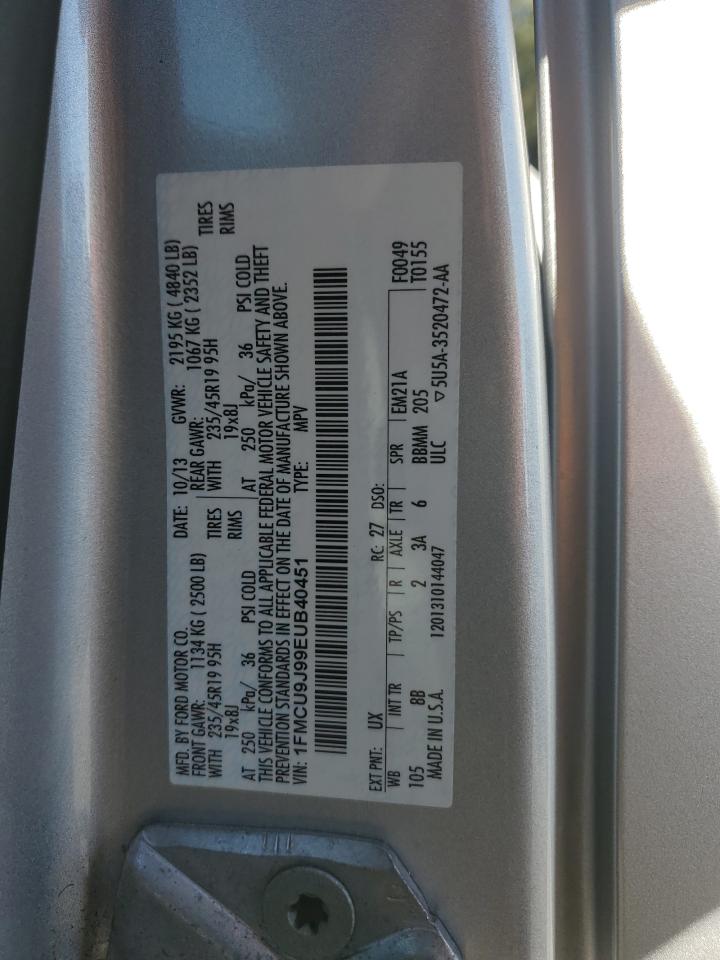 MFD. BY FORD MOTOR CO.
DATE: 10/13 GVWR: 2195 KG ( 4840 LB)
FRONT GAWR: 1134 KG ( 2500 LB)
REAR GAWR: 1067 KG ( 2352 LB)
WITH 235/45R19 95H TIRES
WITH 235/45R19 95H TIRES
19x8J RIMS
19x8J RIMS
AT 250 kPa/ 36 PSI COLD
AT 250 kPa/ 36 PSI COLD
THIS VEHICLE CONFORMS TO ALL APPLICABLE FEDERAL MOTOR VEHICLE SAFETY AND THEFT
PREVENTION STANDARDS IN EFFECT ON THE DATE OF MANUFACTURE SHOWN ABOVE.
VIN: 1FMCU9J99EUB40451 TYPE: MPV
EXT PNT: UX RC: 27 DSO:
WB INT TR TP/PS R AXLE TR SPR EM21A F0049
105 8B 2 3A 6 BBMM 205 T0155
MADE IN U.S.A. 1201310144047 ULC ▽5U5A-3520472-AA